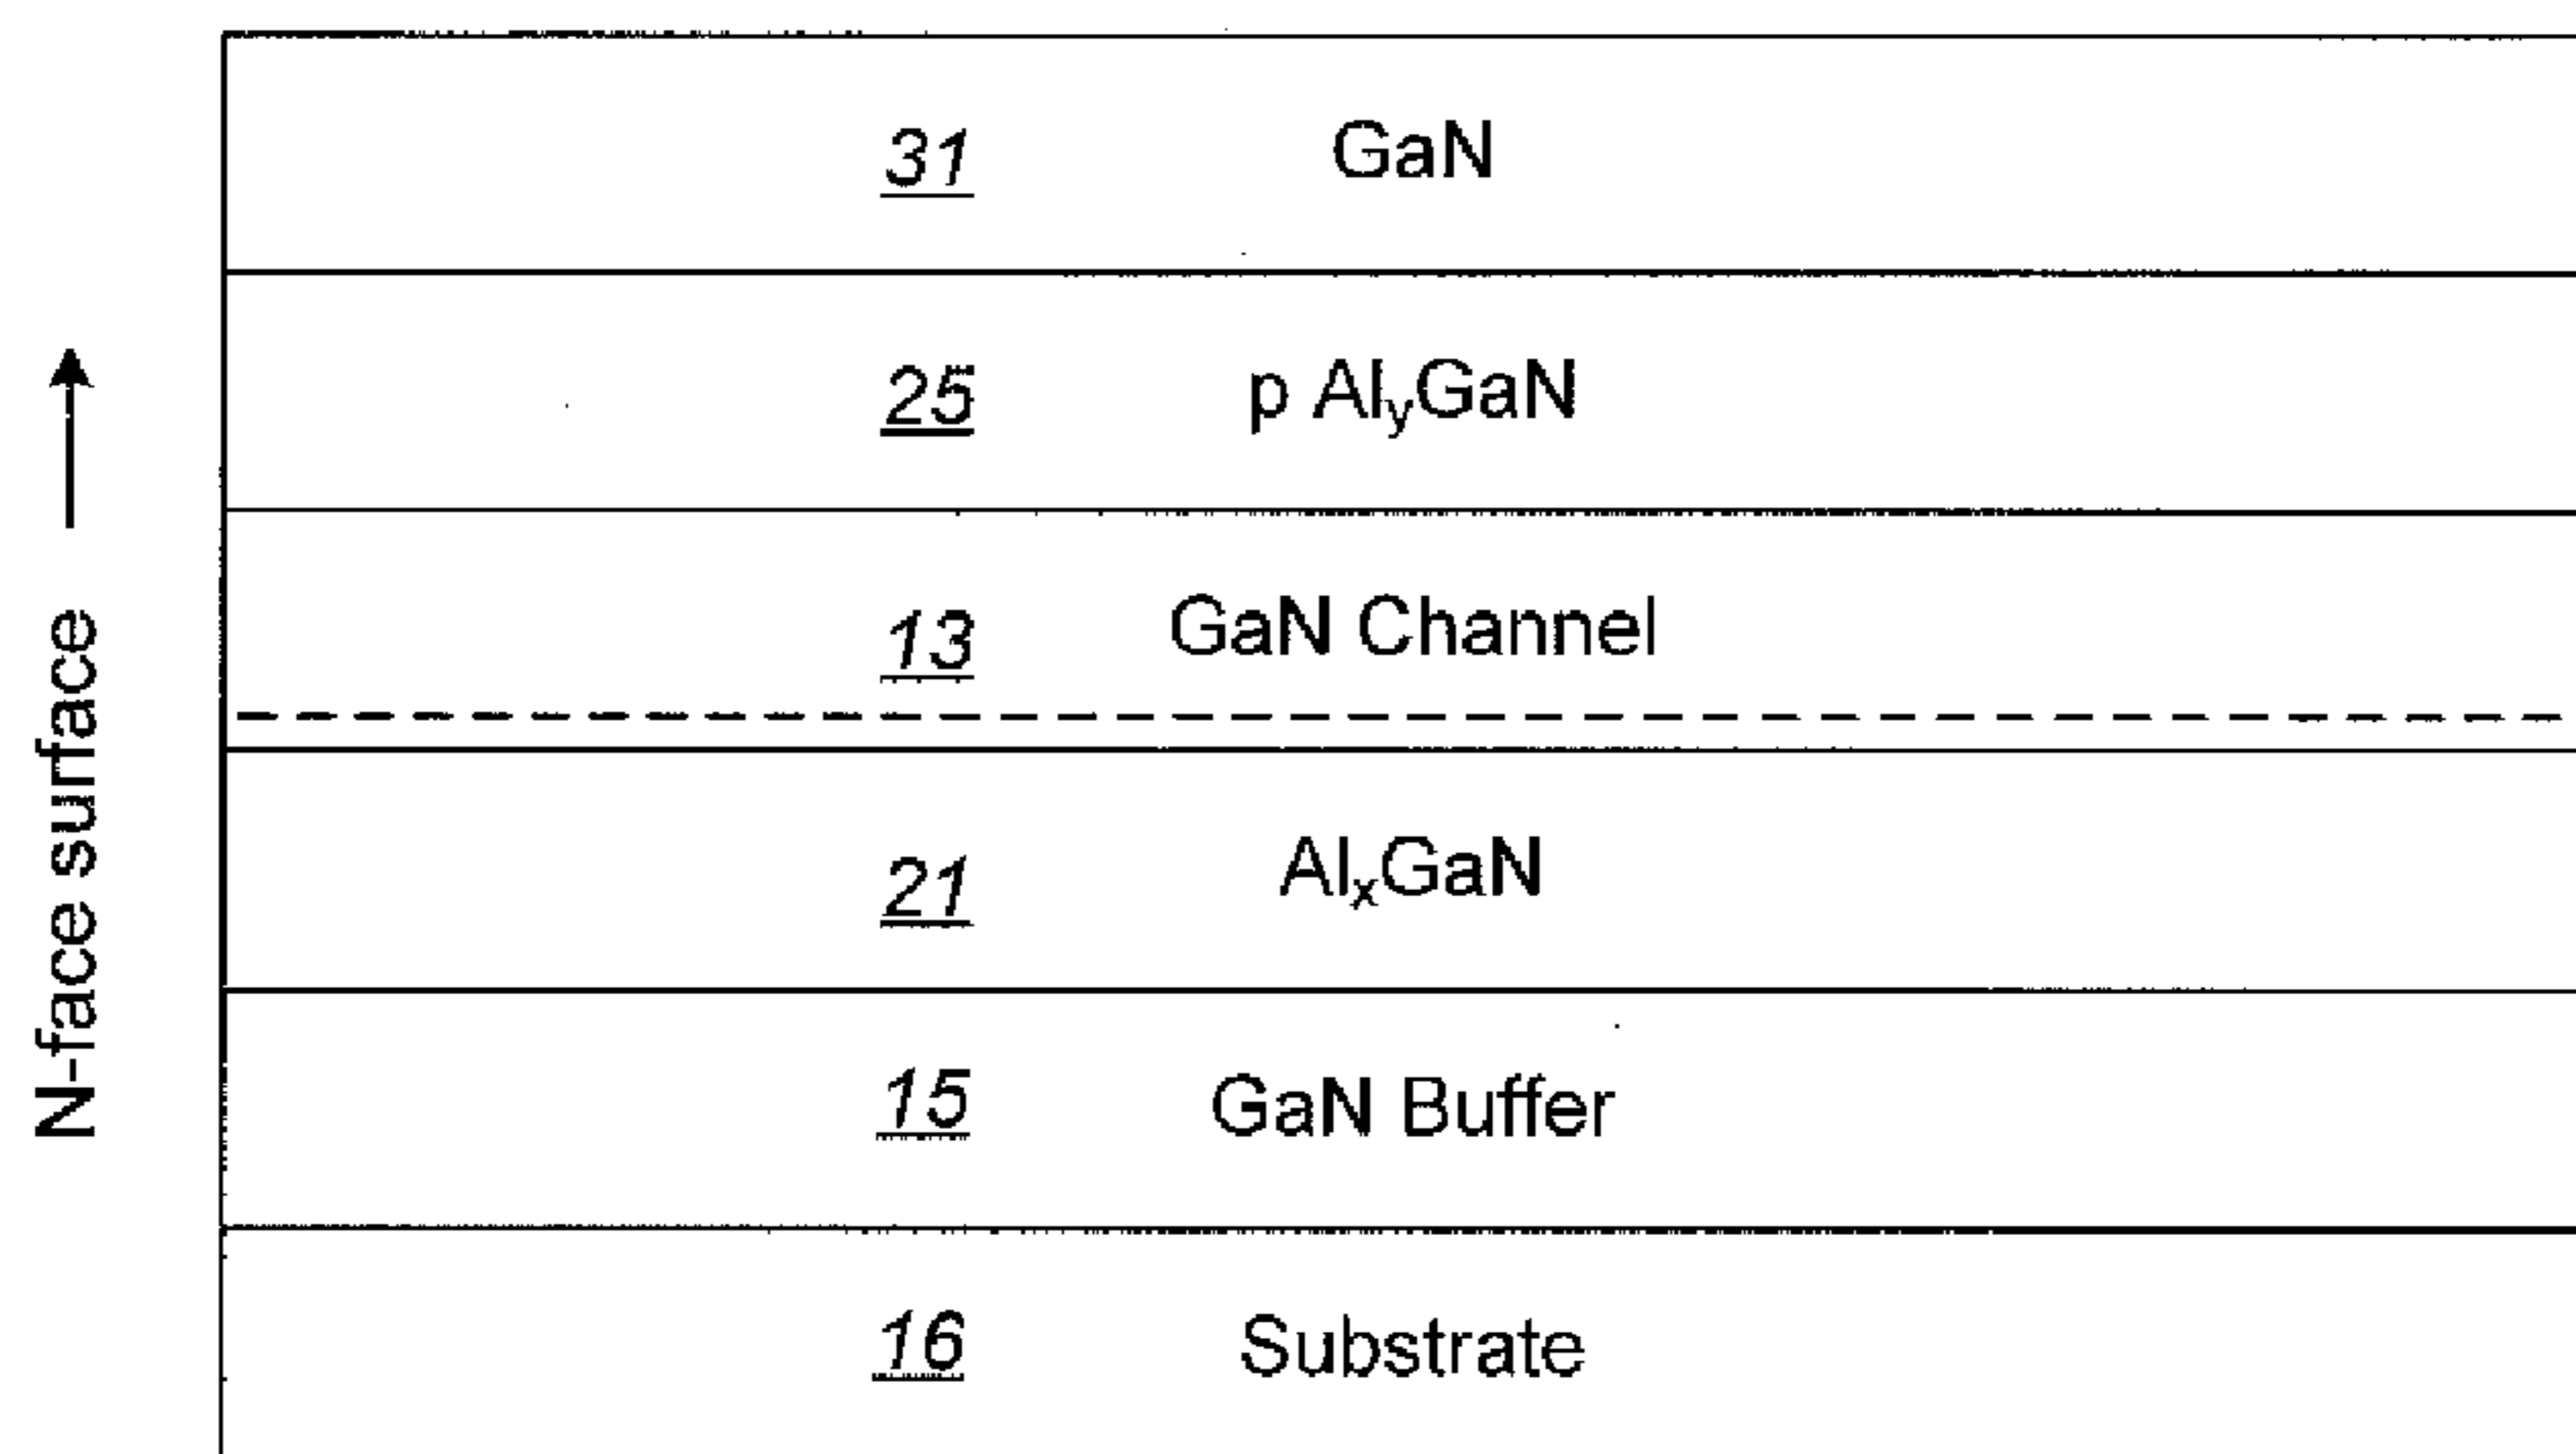 31 GaN
25 p AlyGaN
13 GaN Channel
21 AlxGaN
15 GaN Buffer
16 Substrate
N-face surface